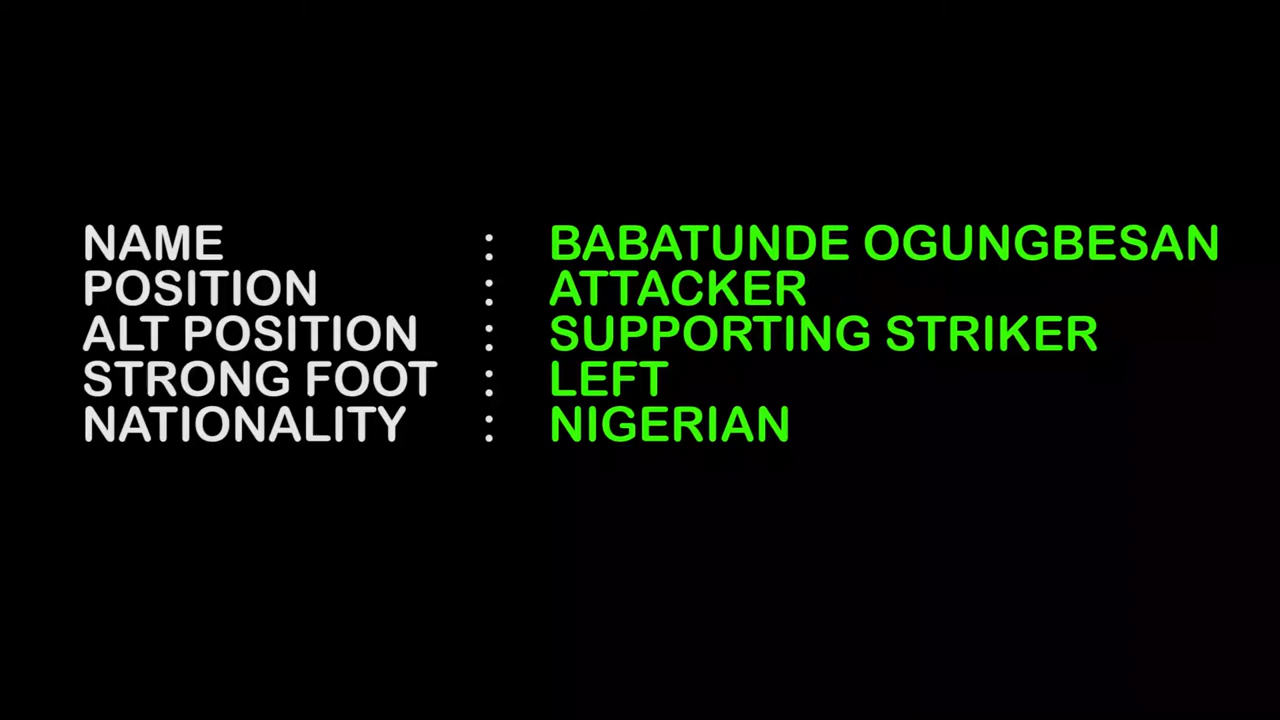 NAME : BABATUNDE OGUNGBESAN
POSITION : ATTACKER
ALT POSITION : SUPPORTING STRIKER
STRONG FOOT : LEFT
NATIONALITY : NIGERIAN